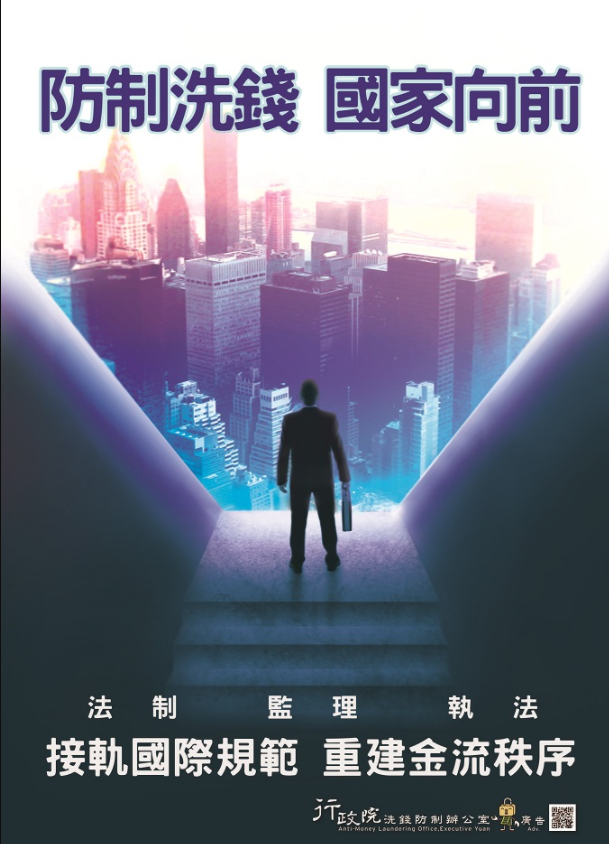 防制洗錢 國家向前
法制 監理 執法
接軌國際規範 重建金流秩序
行政院洗錢防制辦公室 廣告
Anti-Money Laundering Office,Executive Yuan Adv.